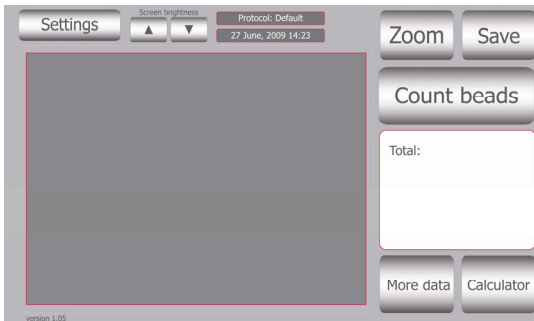 Settings
Screen brightness
Protocol: Default
27 June, 2009 14:23
Zoom
Save
Count beads
Total:
More data
Calculator
version 1.05